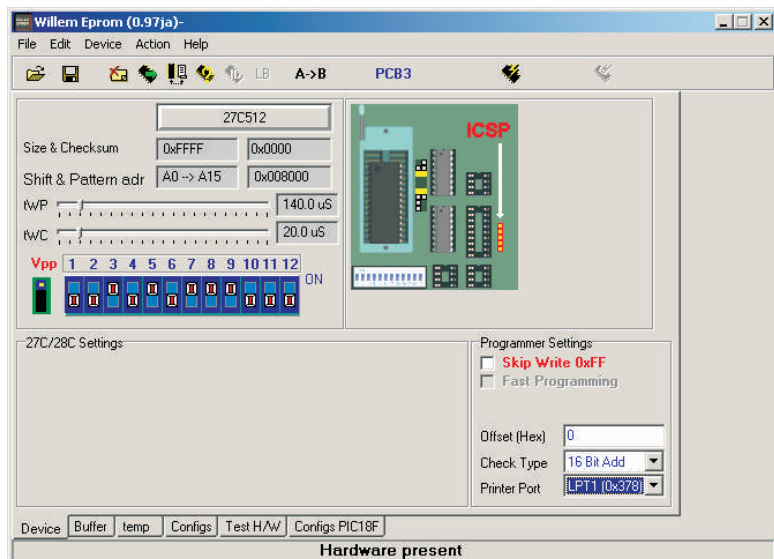 Willem Eprom (0.97ja)-
File Edit Device Action Help
LB A->B PCB3
27C512
Size & Checksum 0xFFFF 0x0000
Shift & Pattern adr A0 --> A15 0x008000
tWP 140.0 uS
tWC 20.0 uS
Vpp 1 2 3 4 5 6 7 8 9 10 11 12
ON
ICSP
27C/28C Settings
Programmer Settings
Skip Write 0xFF
Fast Programming
Offset (Hex) 0
Check Type 16 Bit Add
Printer Port LPT1 (0x378)
Device Buffer temp Configs Test H/W Configs PIC18F
Hardware present